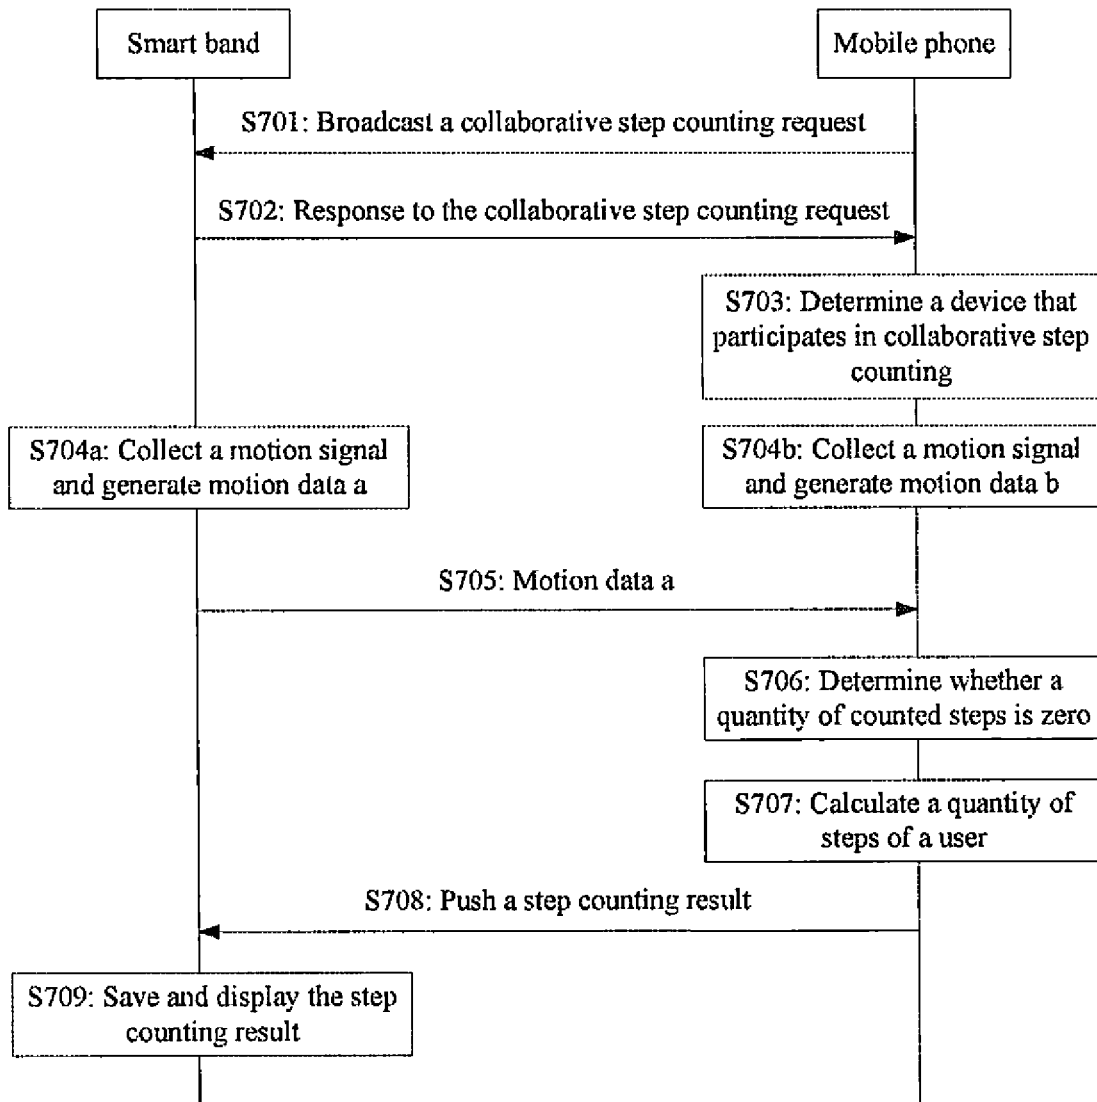 Smart band
Mobile phone
S701: Broadcast a collaborative step counting request
S702: Response to the collaborative step counting request
S703: Determine a device that
participates in collaborative step
counting
S704a: Collect a motion signal
and generate motion data a
S704b: Collect a motion signal
and generate motion data b
S705: Motion data a
S706: Determine whether a
quantity of counted steps is zero
S707: Calculate a quantity of
steps of a user
S708: Push a step counting result
S709: Save and display the step
counting result